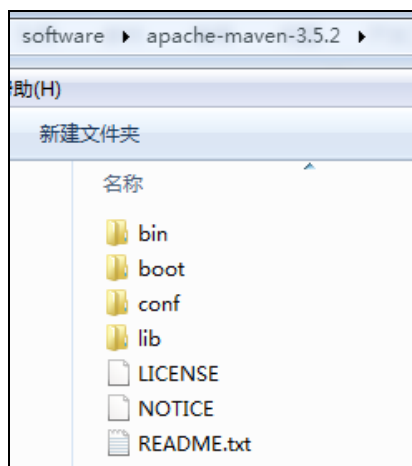 software ▸ apache-maven-3.5.2 ▸
助(H)
新建文件夹
名称
bin
boot
conf
lib
LICENSE
NOTICE
README.txt